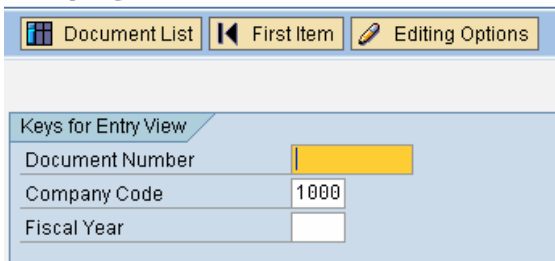 Document List First Item Editing Options
Keys for Entry View
Document Number
Company Code 1000
Fiscal Year